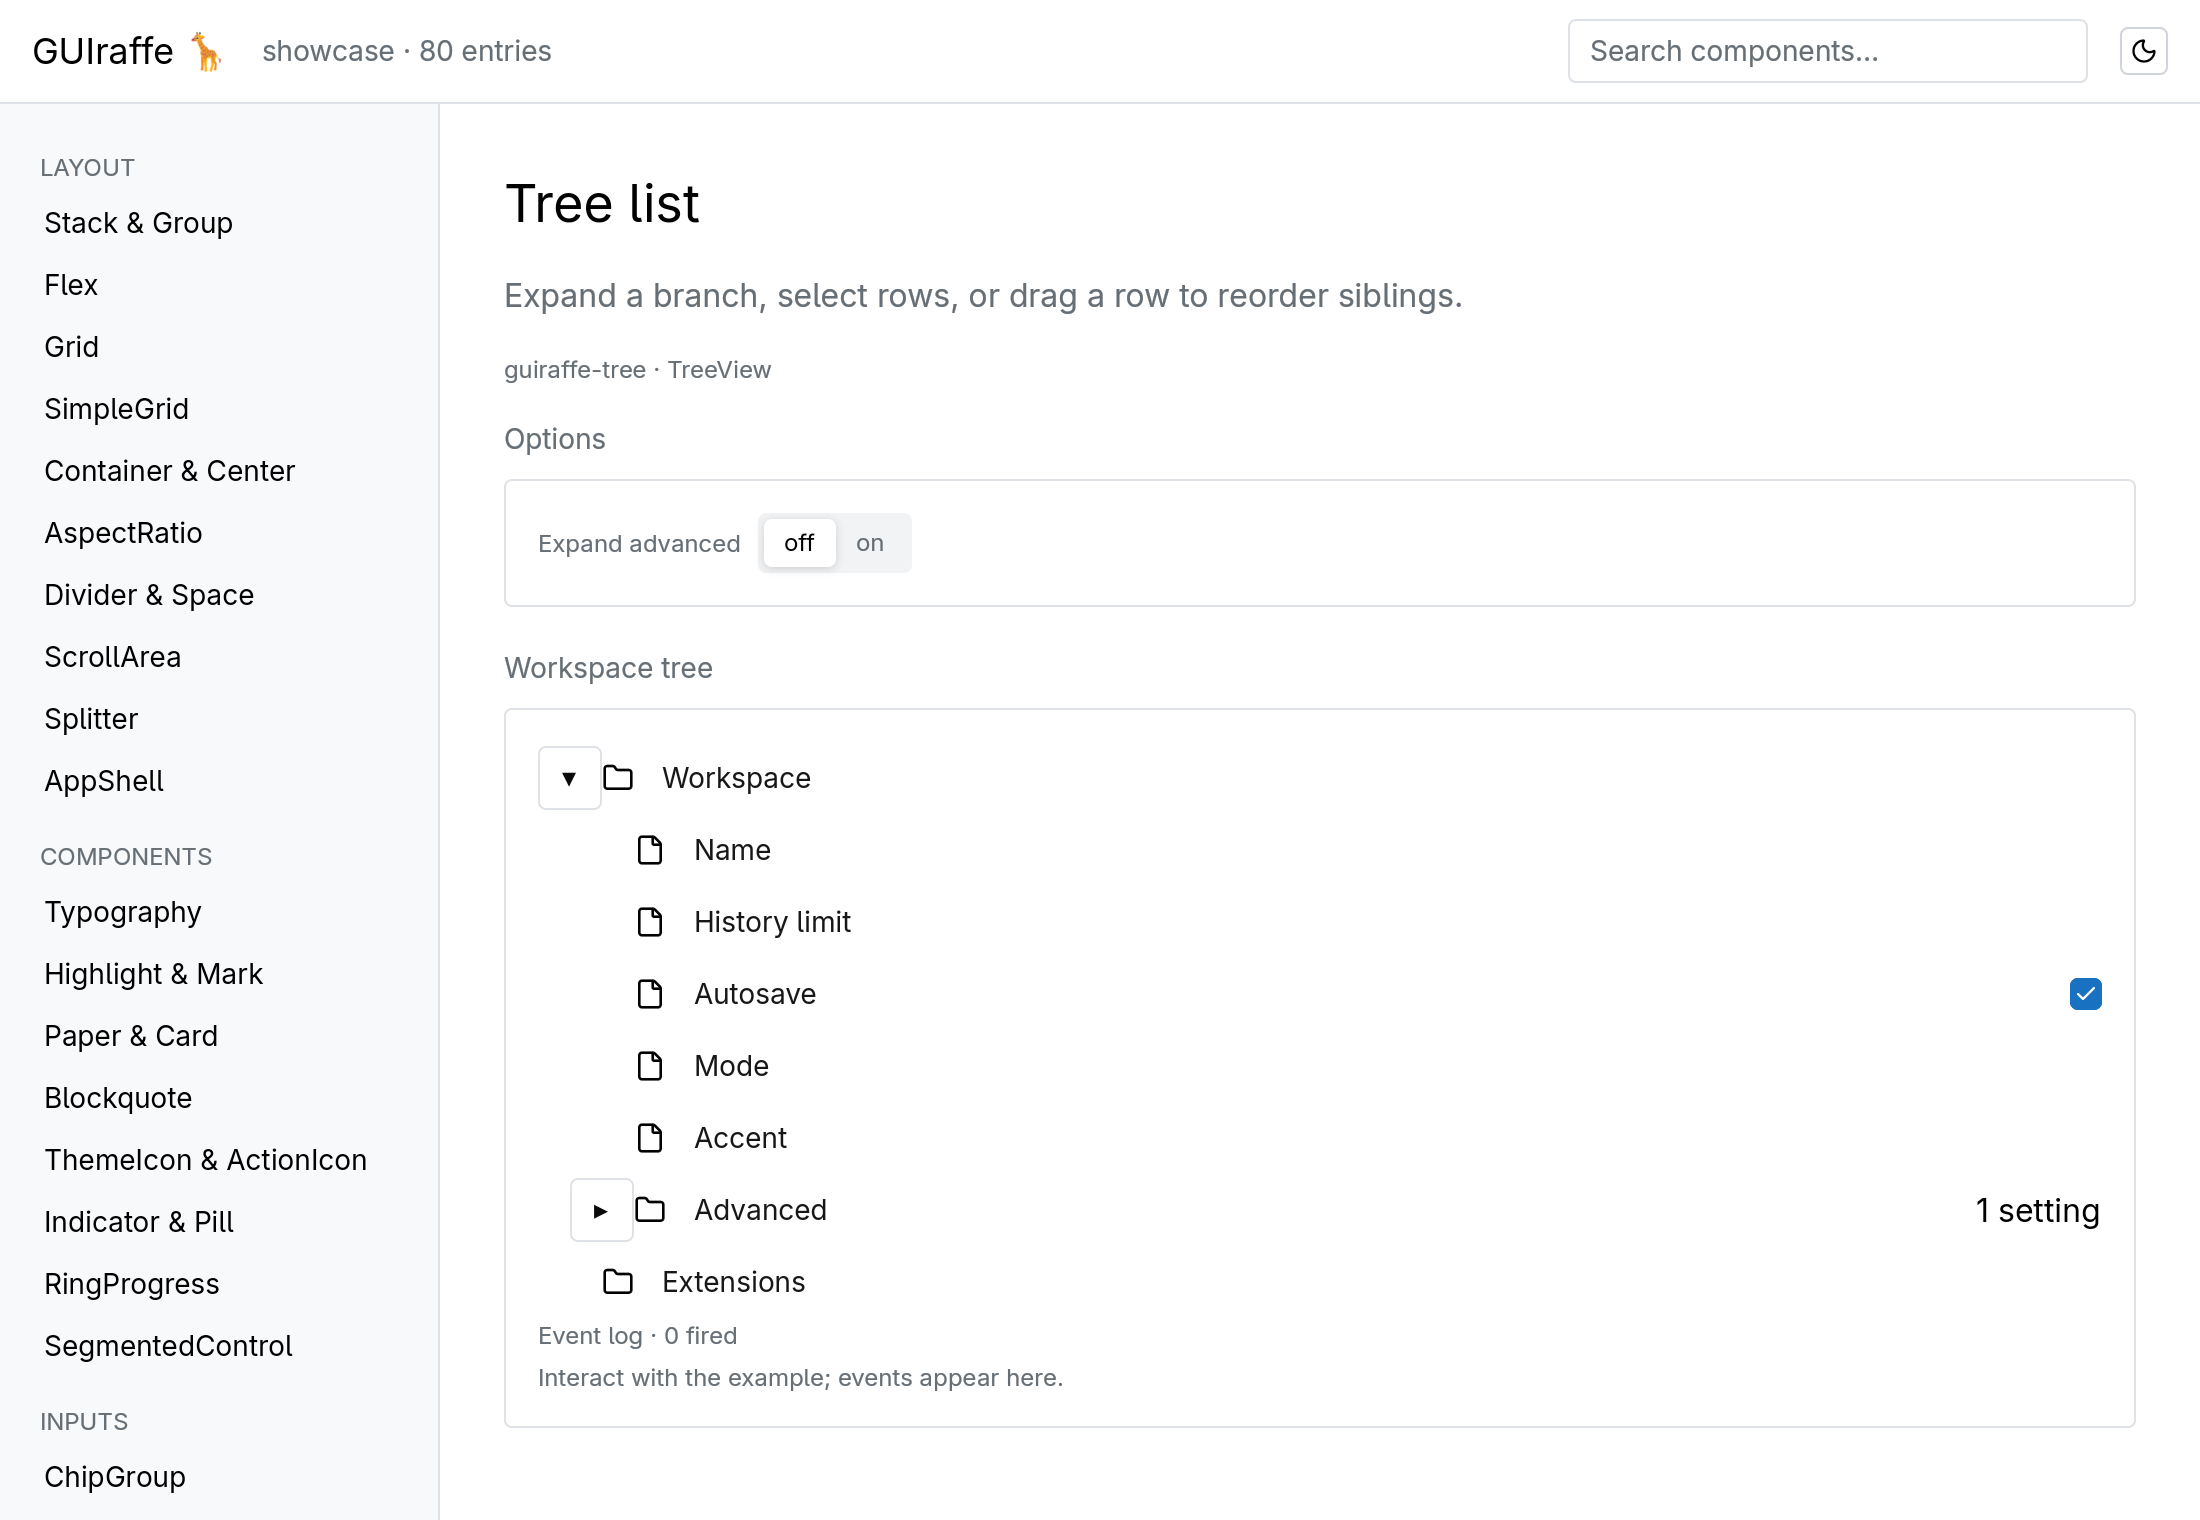 GUIraffe 🦒 showcase · 80 entries
Search components...
LAYOUT
Stack & Group
Flex
Grid
SimpleGrid
Container & Center
AspectRatio
Divider & Space
ScrollArea
Splitter
AppShell
COMPONENTS
Typography
Highlight & Mark
Paper & Card
Blockquote
ThemeIcon & ActionIcon
Indicator & Pill
RingProgress
SegmentedControl
INPUTS
ChipGroup
Tree list
Expand a branch, select rows, or drag a row to reorder siblings.
guiraffe-tree · TreeView
Options
Expand advanced off on
Workspace tree
Workspace
Name
History limit
Autosave
Mode
Accent
Advanced 1 setting
Extensions
Event log · 0 fired
Interact with the example; events appear here.